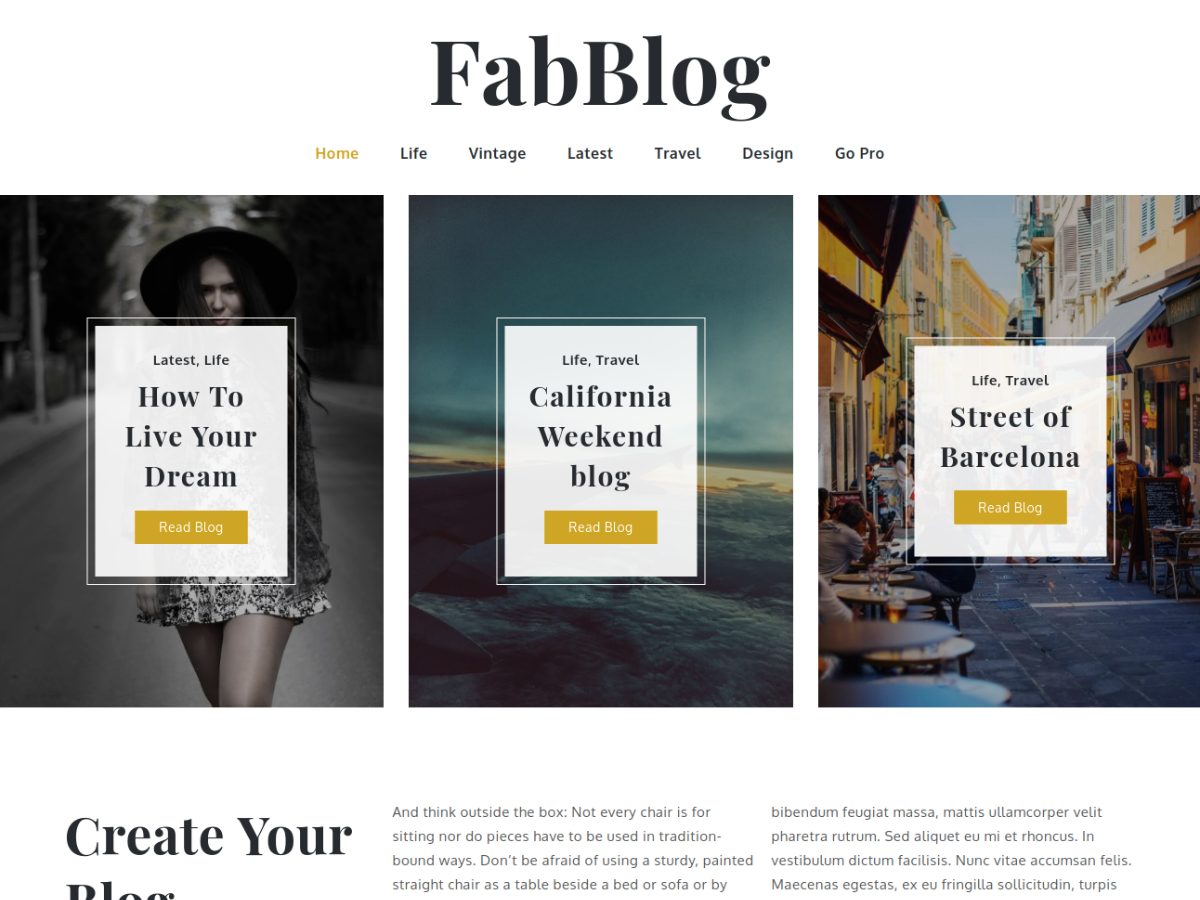 FabBlog
Home Life Vintage Latest Travel Design Go Pro
Latest, Life
How To
Live Your
Dream
Read Blog
Life, Travel
California
Weekend
blog
Read Blog
Life, Travel
Street of
Barcelona
Read Blog
Create Your
Blog
And think outside the box: Not every chair is for
sitting nor do pieces have to be used in tradition-
bound ways. Don’t be afraid of using a sturdy, painted
straight chair as a table beside a bed or sofa or by
bibendum feugiat massa, mattis ullamcorper velit
pharetra rutrum. Sed aliquet eu mi et rhoncus. In
vestibulum dictum facilisis. Nunc vitae accumsan felis.
Maecenas egestas, ex eu fringilla sollicitudin, turpis